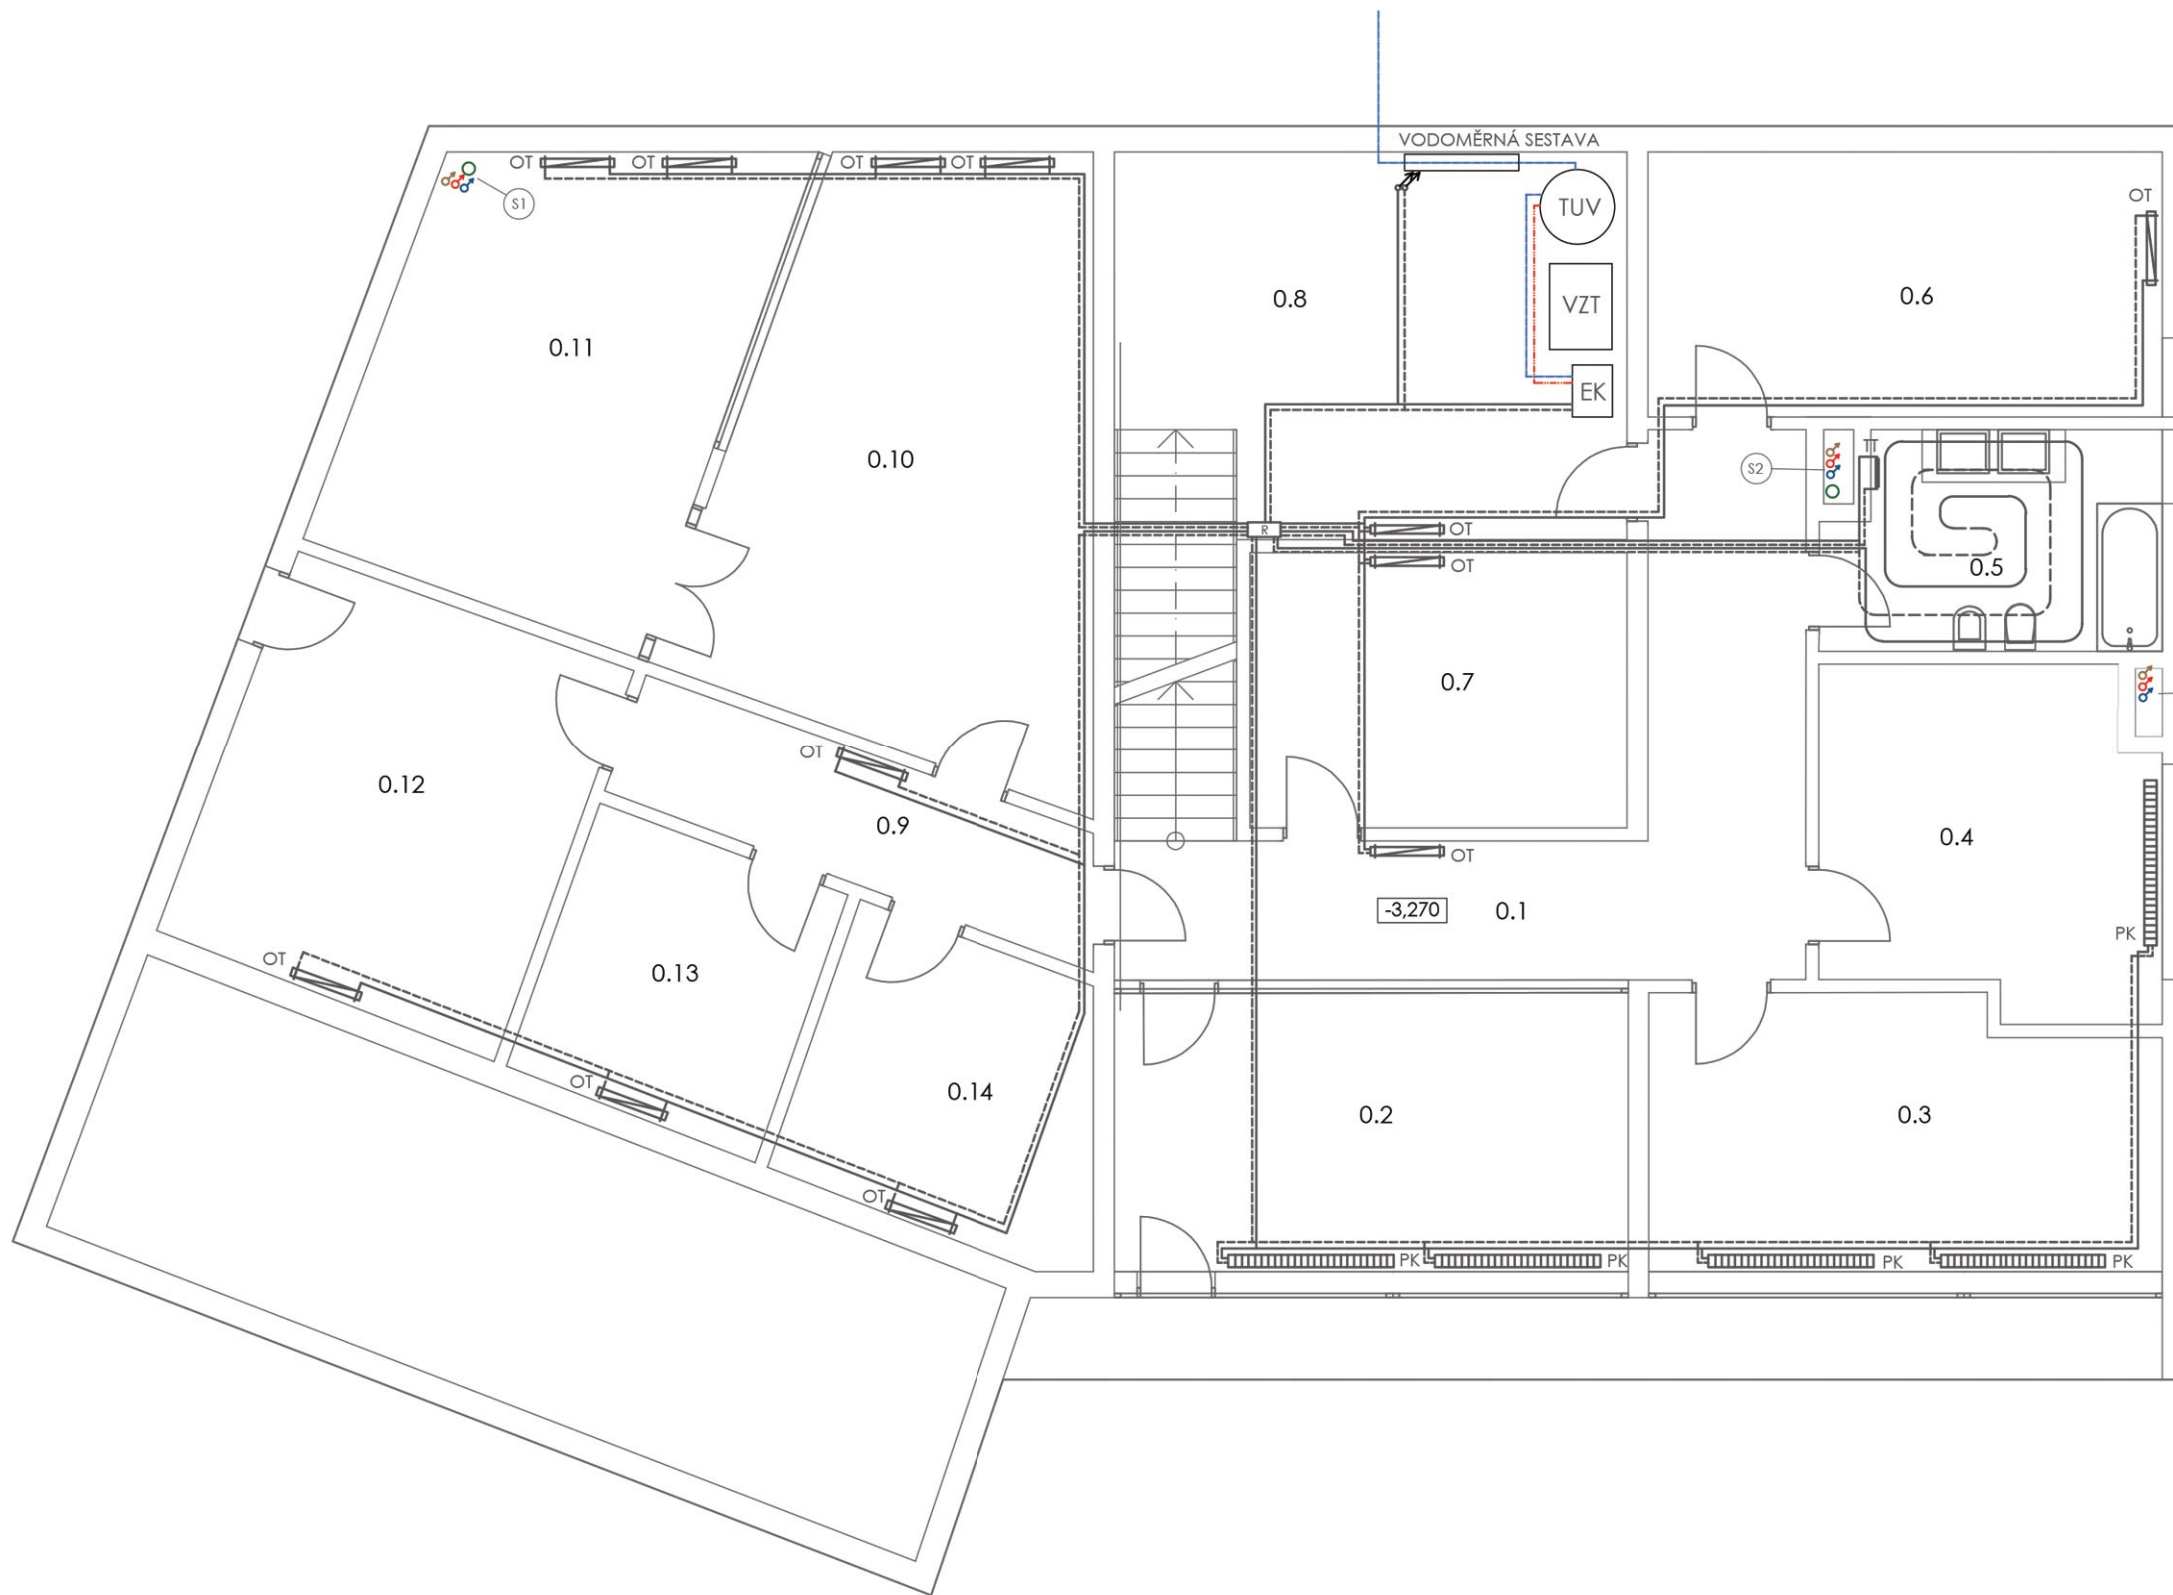 VODOMĚRNÁ SESTAVA
OT
OT
OT
OT
S1
TUV
OT
0.8
VZT
0.6
0.11
EK
0.10
S2
TT
R
OT
OT
0.5
0.7
OT
0.12
0.9
0.4
OT
-3,270
0.1
PK
OT
0.13
OT
0.14
0.2
0.3
OT
PK
PK
PK
PK